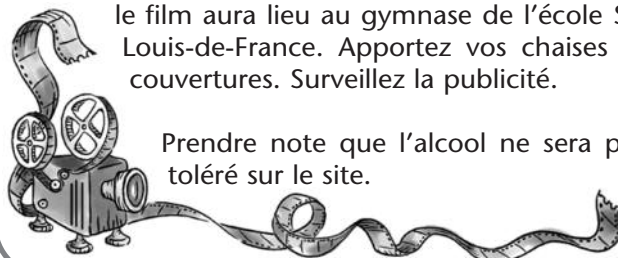 le film aura lieu au gymnase de l'école
Louis-de-France. Apportez vos chaises
couvertures. Surveillez la publicité.
Prendre note que l'alcool ne sera
toléré sur le site.